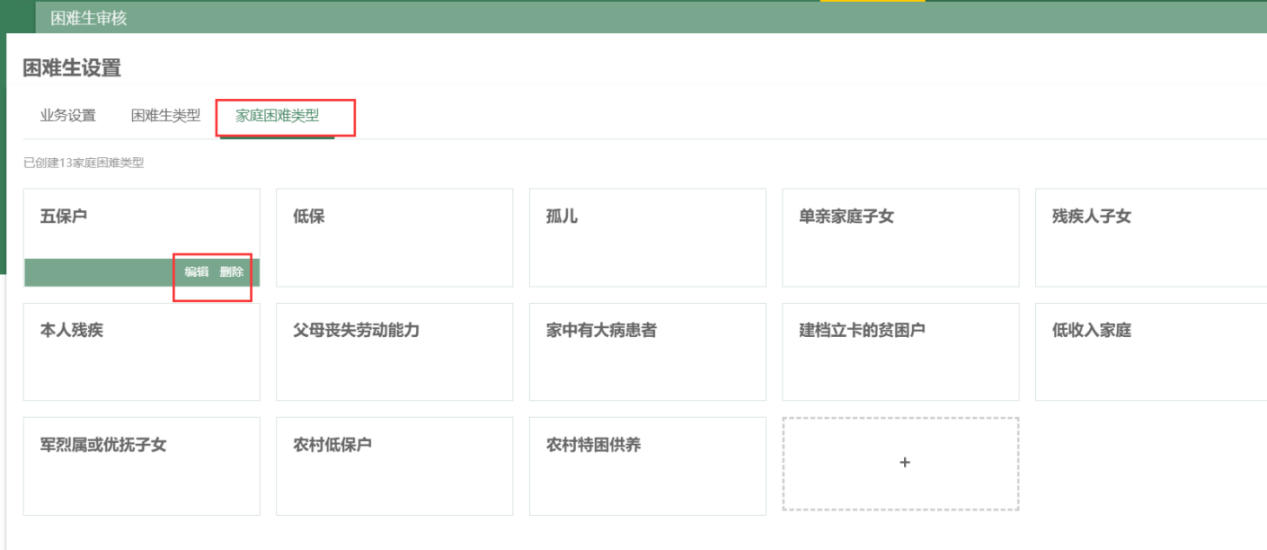 困难生审核
困难生设置
业务设置 困难生类型 家庭困难类型
已创建13家庭困难类型
五保户 低保 孤儿 单亲家庭子女 残疾人子女
编辑 删除
本人残疾 父母丧失劳动能力 家中有大病患者 建档立卡的贫困户 低收入家庭
军烈属或优抚子女 农村低保户 农村特困供养 +